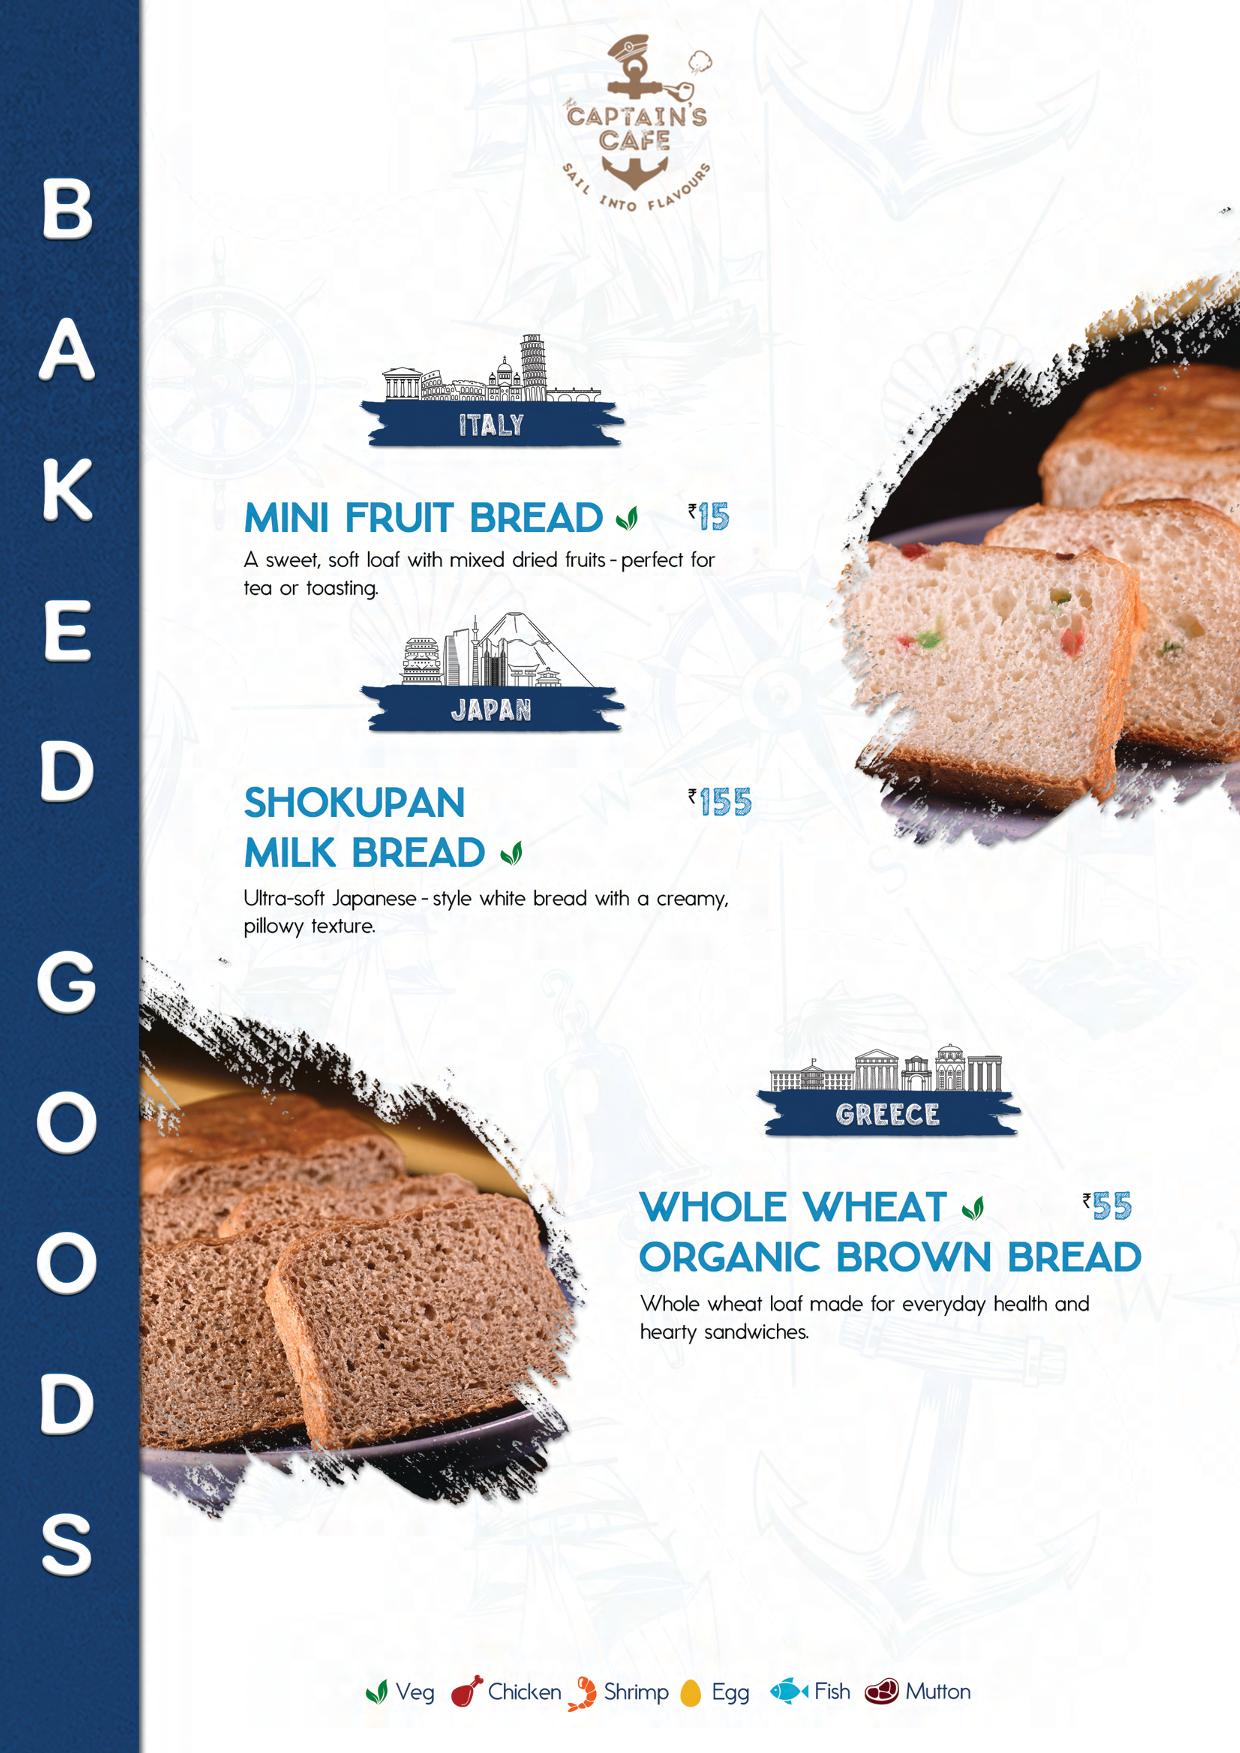 The
CAPTAIN'S
CAFE
SAIL INTO FLAVOURS
BAKED GOODS
ITALY
MINI FRUIT BREAD ₹15
A sweet, soft loaf with mixed dried fruits - perfect for
tea or toasting.
JAPAN
SHOKUPAN ₹155
MILK BREAD
Ultra-soft Japanese - style white bread with a creamy,
pillowy texture.
GREECE
WHOLE WHEAT ₹55
ORGANIC BROWN BREAD
Whole wheat loaf made for everyday health and
hearty sandwiches.
Veg Chicken Shrimp Egg Fish Mutton